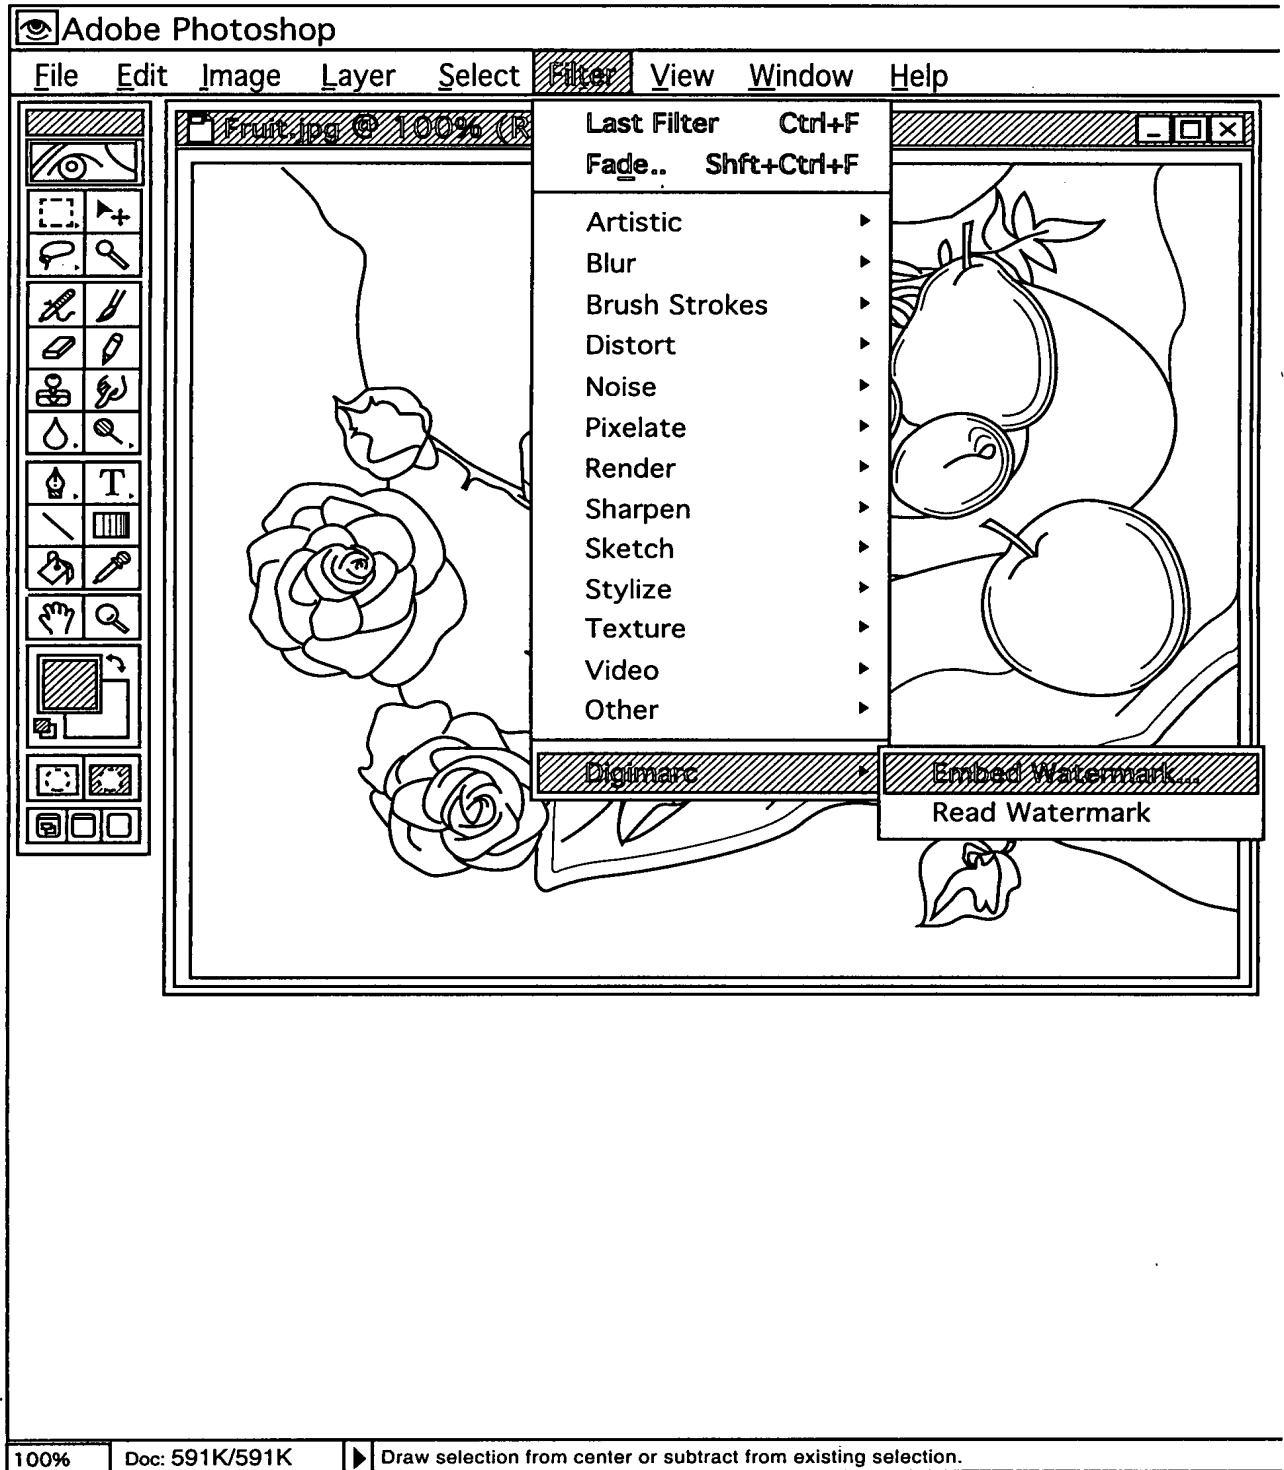 Adobe Photoshop
File Edit Image Layer Select Filter View Window Help
Fruit.jpg @ 100% (R
Last Filter Ctrl+F
Fade.. Shft+Ctrl+F
Artistic
Blur
Brush Strokes
Distort
Noise
Pixelate
Render
Sharpen
Sketch
Stylize
Texture
Video
Other
Digimarc
Embed Watermark...
Read Watermark
T
100% Doc: 591K/591K Draw selection from center or subtract from existing selection.